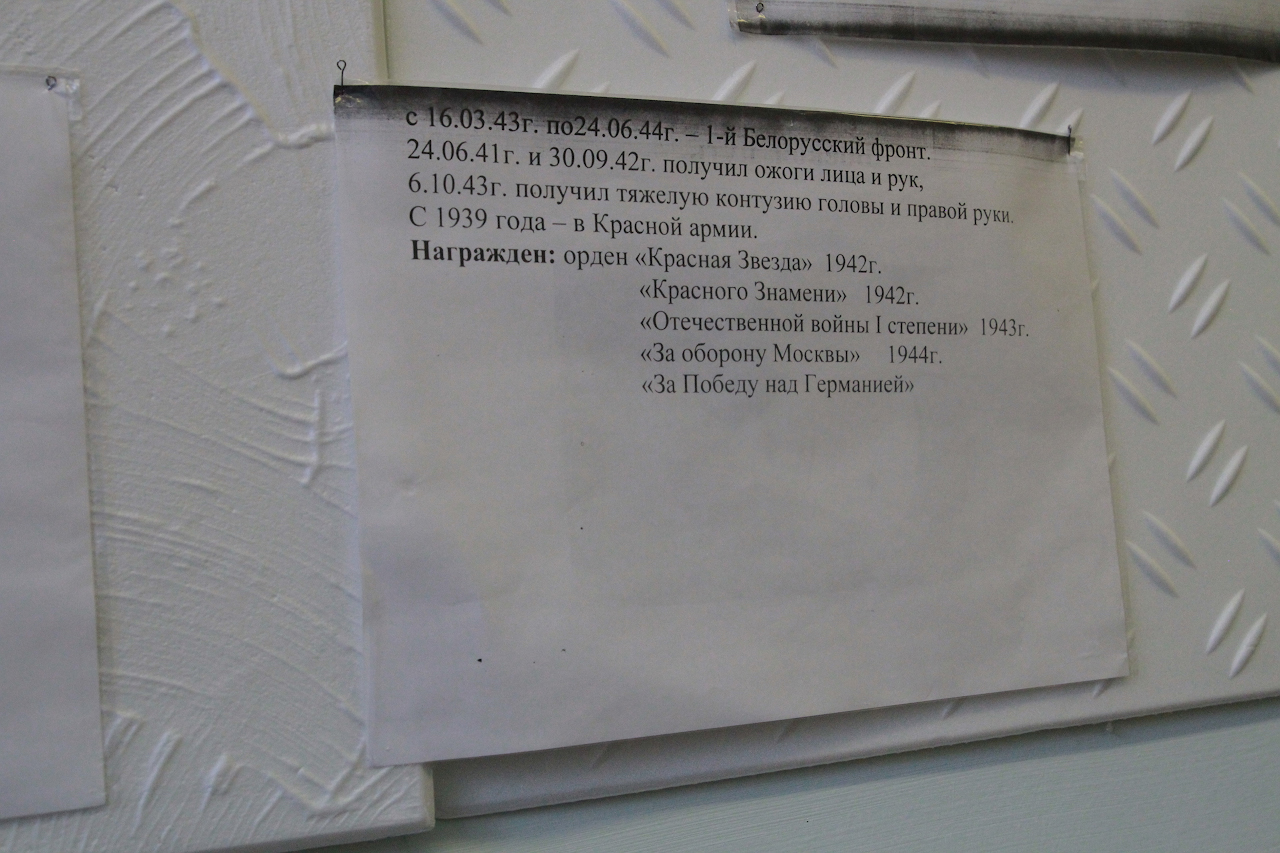 с 16.03.43г. по24.06.44г. – 1-й Белорусский фронт.
24.06.41г. и 30.09.42г. получил ожоги лица и рук,
6.10.43г. получил тяжелую контузию головы и правой руки.
С 1939 года – в Красной армии.
Награжден: орден «Красная Звезда» 1942г.
«Красного Знамени» 1942г.
«Отечественной войны I степени» 1943г.
«За оборону Москвы» 1944г.
«За Победу над Германией»